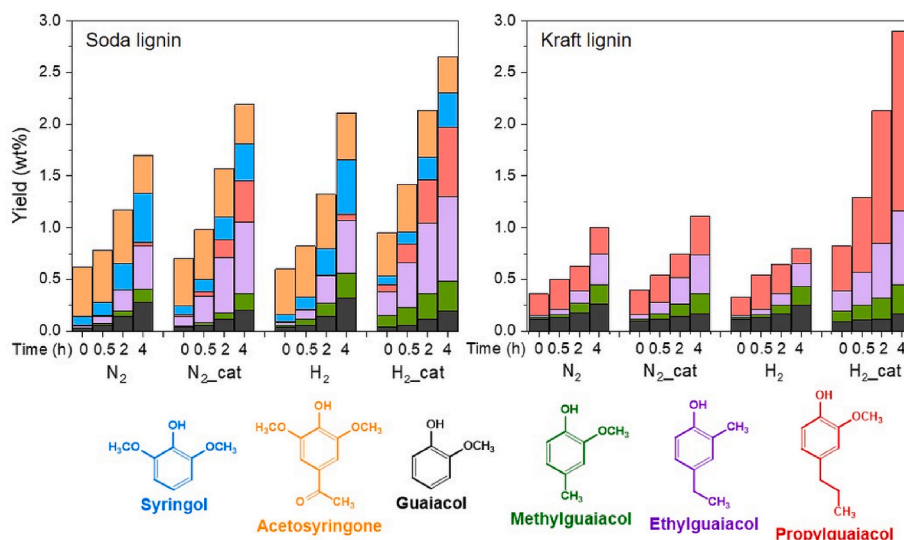 Soda lignin
Kraft lignin
Yield (wt%)
3.0
2.5
2.0
1.5
1.0
0.5
0.0
3.0
2.5
2.0
1.5
1.0
0.5
0.0
Time (h) 0 0.5 2 4 0 0.5 2 4 0 0.5 2 4 0 0.5 2 4
N₂ N₂_cat H₂ H₂_cat
Time (h) 0 0.5 2 4 0 0.5 2 4 0 0.5 2 4 0 0.5 2 4
N₂ N₂_cat H₂ H₂_cat
OH
H₃CO OCH₃
Syringol
OH
H₃CO OCH₃
O CH₃
Acetosyringone
OH
OCH₃
Guaiacol
OH
OCH₃
CH₃
Methylguaiacol
OH
CH₃
CH₃
Ethylguaiacol
OH
OCH₃
CH₃
Propylguaiacol